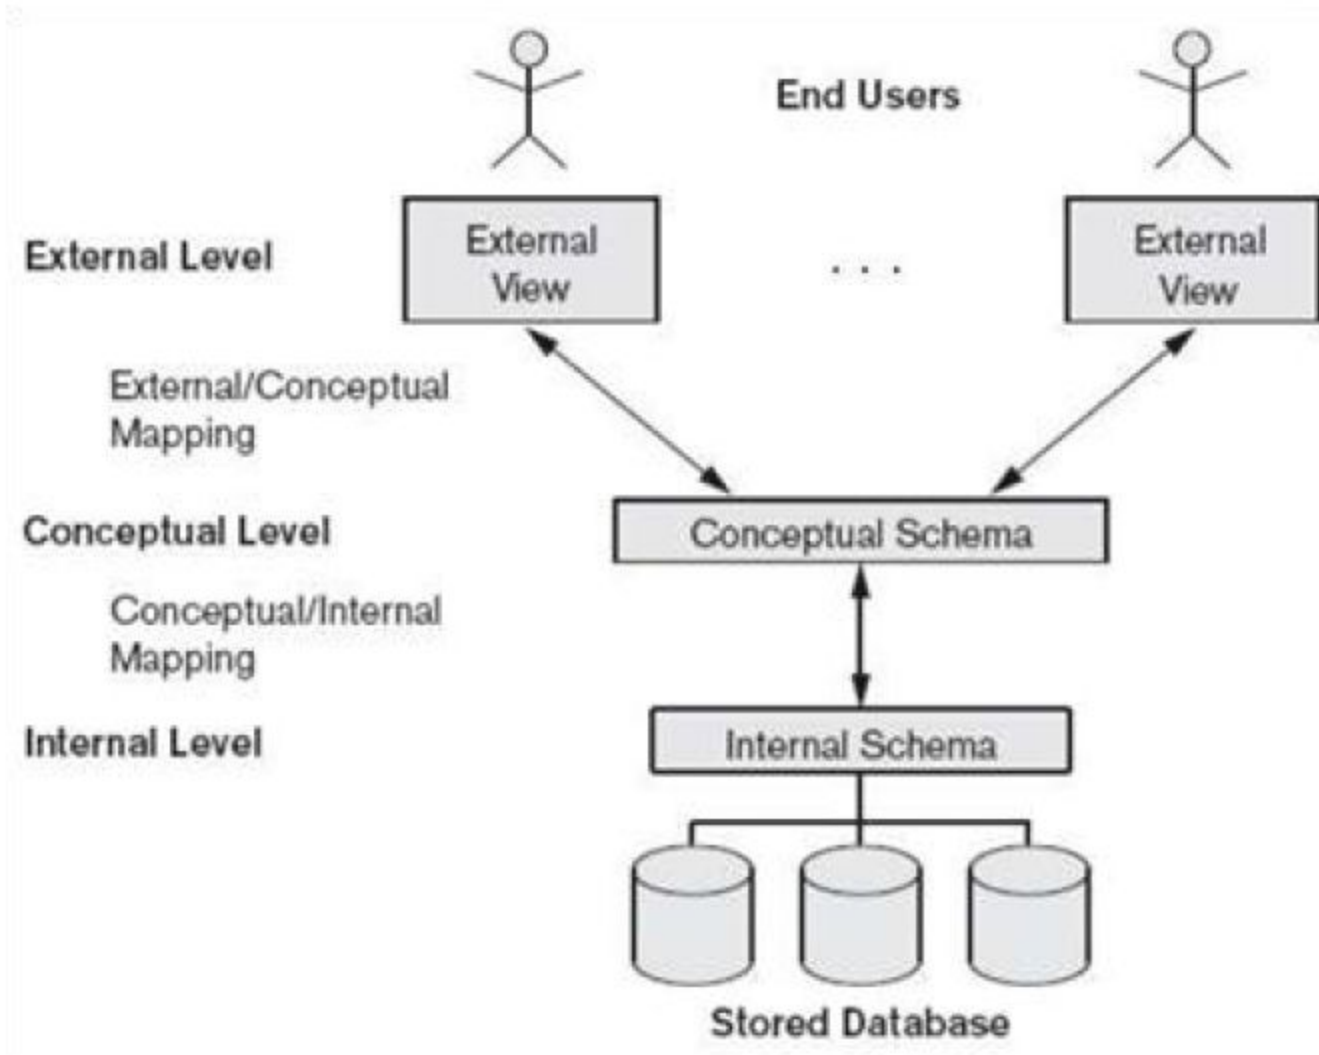 End Users
External Level
External
View
. . .
External
View
External/Conceptual
Mapping
Conceptual Level
Conceptual Schema
Conceptual/Internal
Mapping
Internal Level
Internal Schema
Stored Database